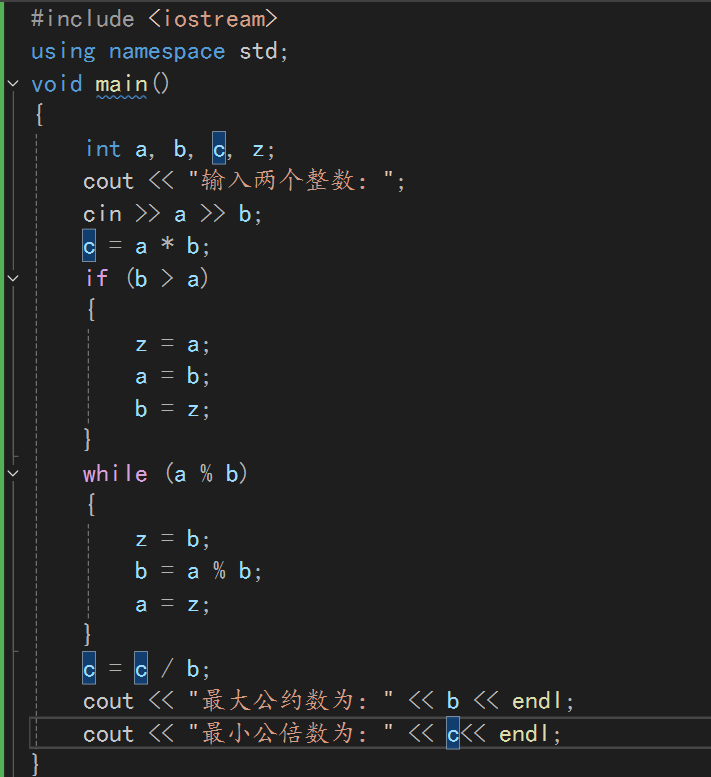 #include <iostream>
using namespace std;
void main()
{
int a, b, c, z;
cout << "输入两个整数: ";
cin >> a >> b;
c = a * b;
if (b > a)
{
z = a;
a = b;
b = z;
}
while (a % b)
{
z = b;
b = a % b;
a = z;
}
c = c / b;
cout << "最大公约数为: " << b << endl;
cout << "最小公倍数为: " << c<< endl;
}